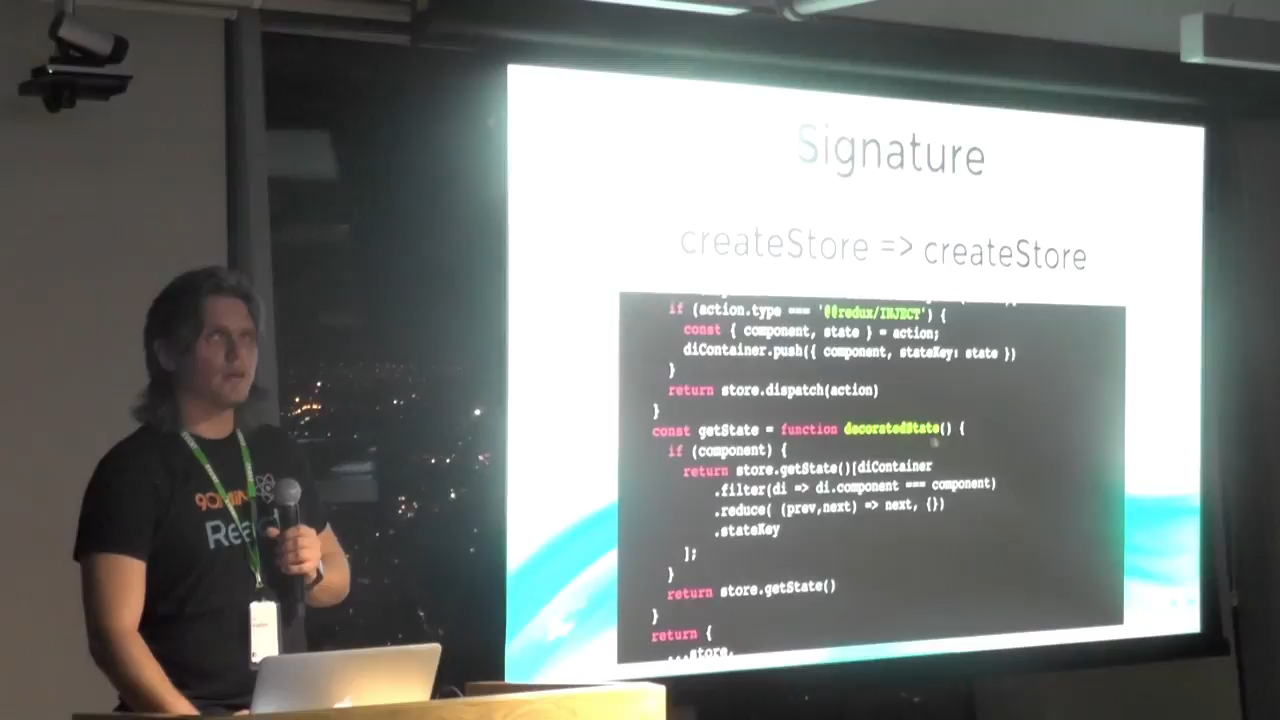 Signature
createStore => createStore
if (action.type === '@@redux/INJECT') {
const { component, state } = action;
diContainer.push({ component, stateKey: state })
}
return store.dispatch(action)
}
const getState = function decoratedState() {
if (component) {
return store.getState()[diContainer
.filter(di => di.component === component)
.reduce( (prev,next) => next, {})
.stateKey
];
}
return store.getState()
}
return {
...store,